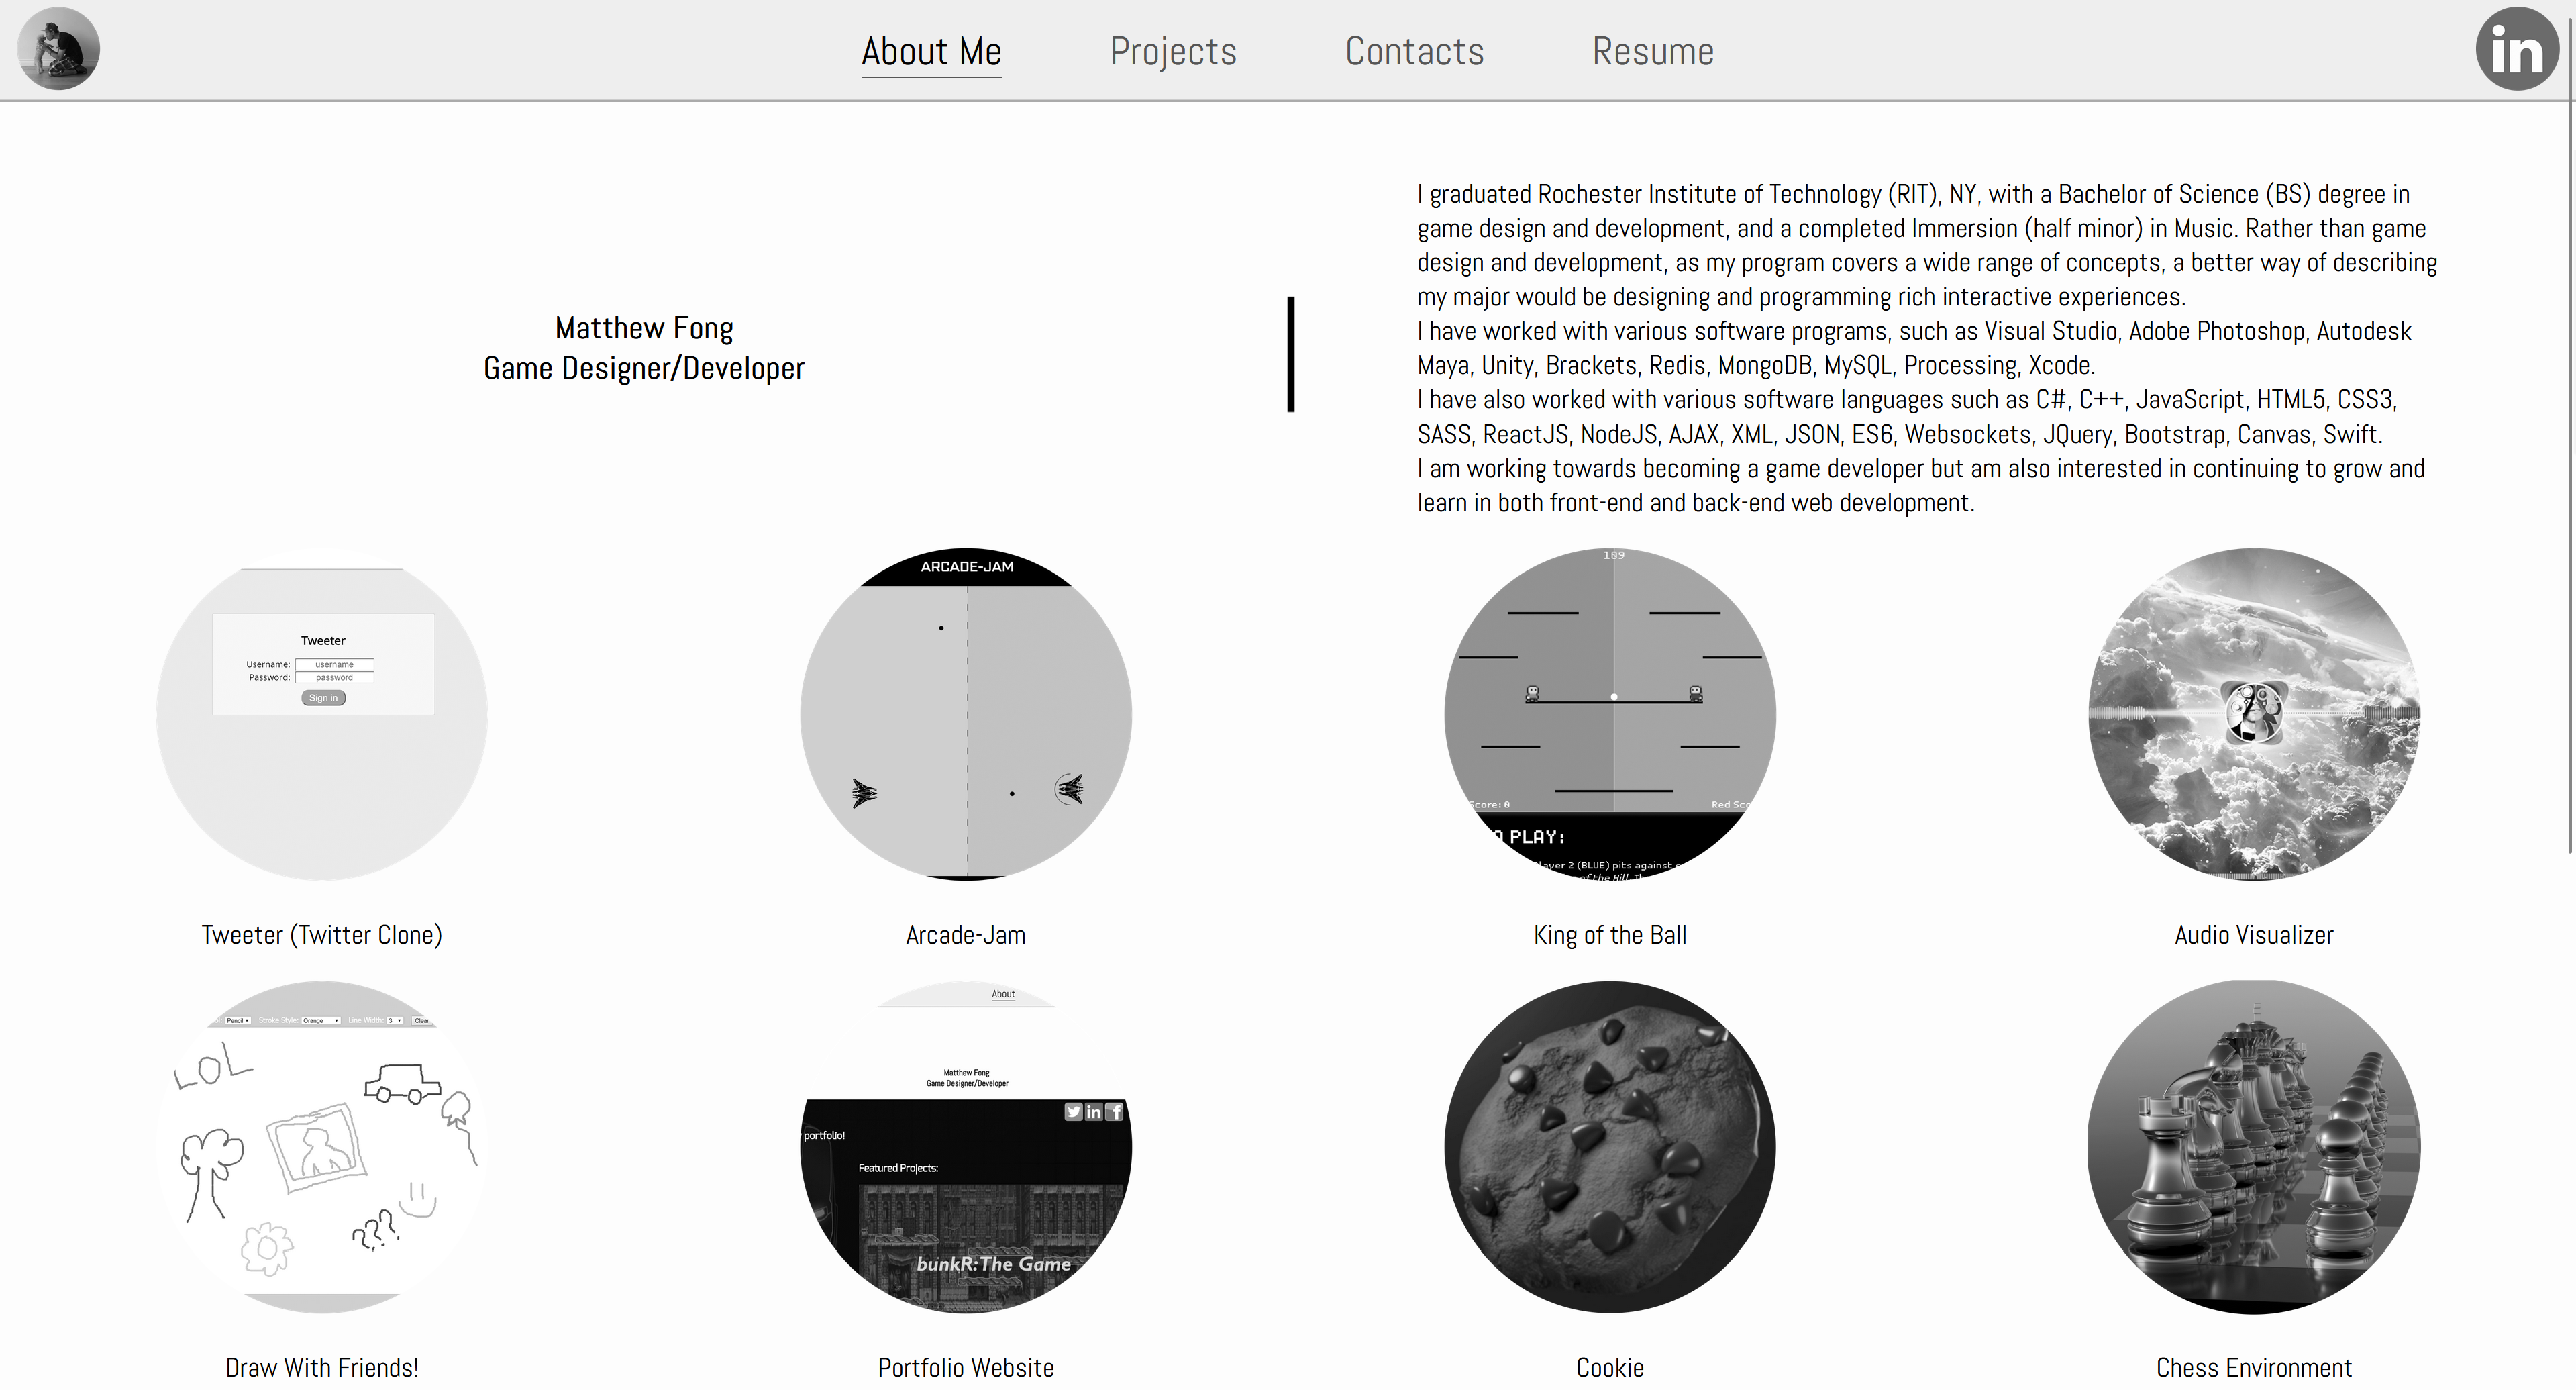 About Me
Projects
Contacts
Resume
in
Matthew Fong
Game Designer/Developer
I graduated Rochester Institute of Technology (RIT), NY, with a Bachelor of Science (BS) degree in
game design and development, and a completed Immersion (half minor) in Music. Rather than game
design and development, as my program covers a wide range of concepts, a better way of describing
my major would be designing and programming rich interactive experiences.
I have worked with various software programs, such as Visual Studio, Adobe Photoshop, Autodesk
Maya, Unity, Brackets, Redis, MongoDB, MySQL, Processing, Xcode.
I have also worked with various software languages such as C#, C++, JavaScript, HTML5, CSS3,
SASS, ReactJS, NodeJS, AJAX, XML, JSON, ES6, Websockets, JQuery, Bootstrap, Canvas, Swift.
I am working towards becoming a game developer but am also interested in continuing to grow and
learn in both front-end and back-end web development.
Tweeter
Username: username
Password: password
Sign in
ARCADE-JAM
109
Score: 0
Red Sco
PLAY:
layer 2 (BLUE) pits against
of the Hill. Th
Tweeter (Twitter Clone)
Arcade-Jam
King of the Ball
Audio Visualizer
Pencil Stroke Style: Orange Line Width: 3 Clear
LOL
???
About
Matthew Fong
Game Designer/Developer
in f
portfolio!
Featured Projects:
bunkR:The Game
Draw With Friends!
Portfolio Website
Cookie
Chess Environment